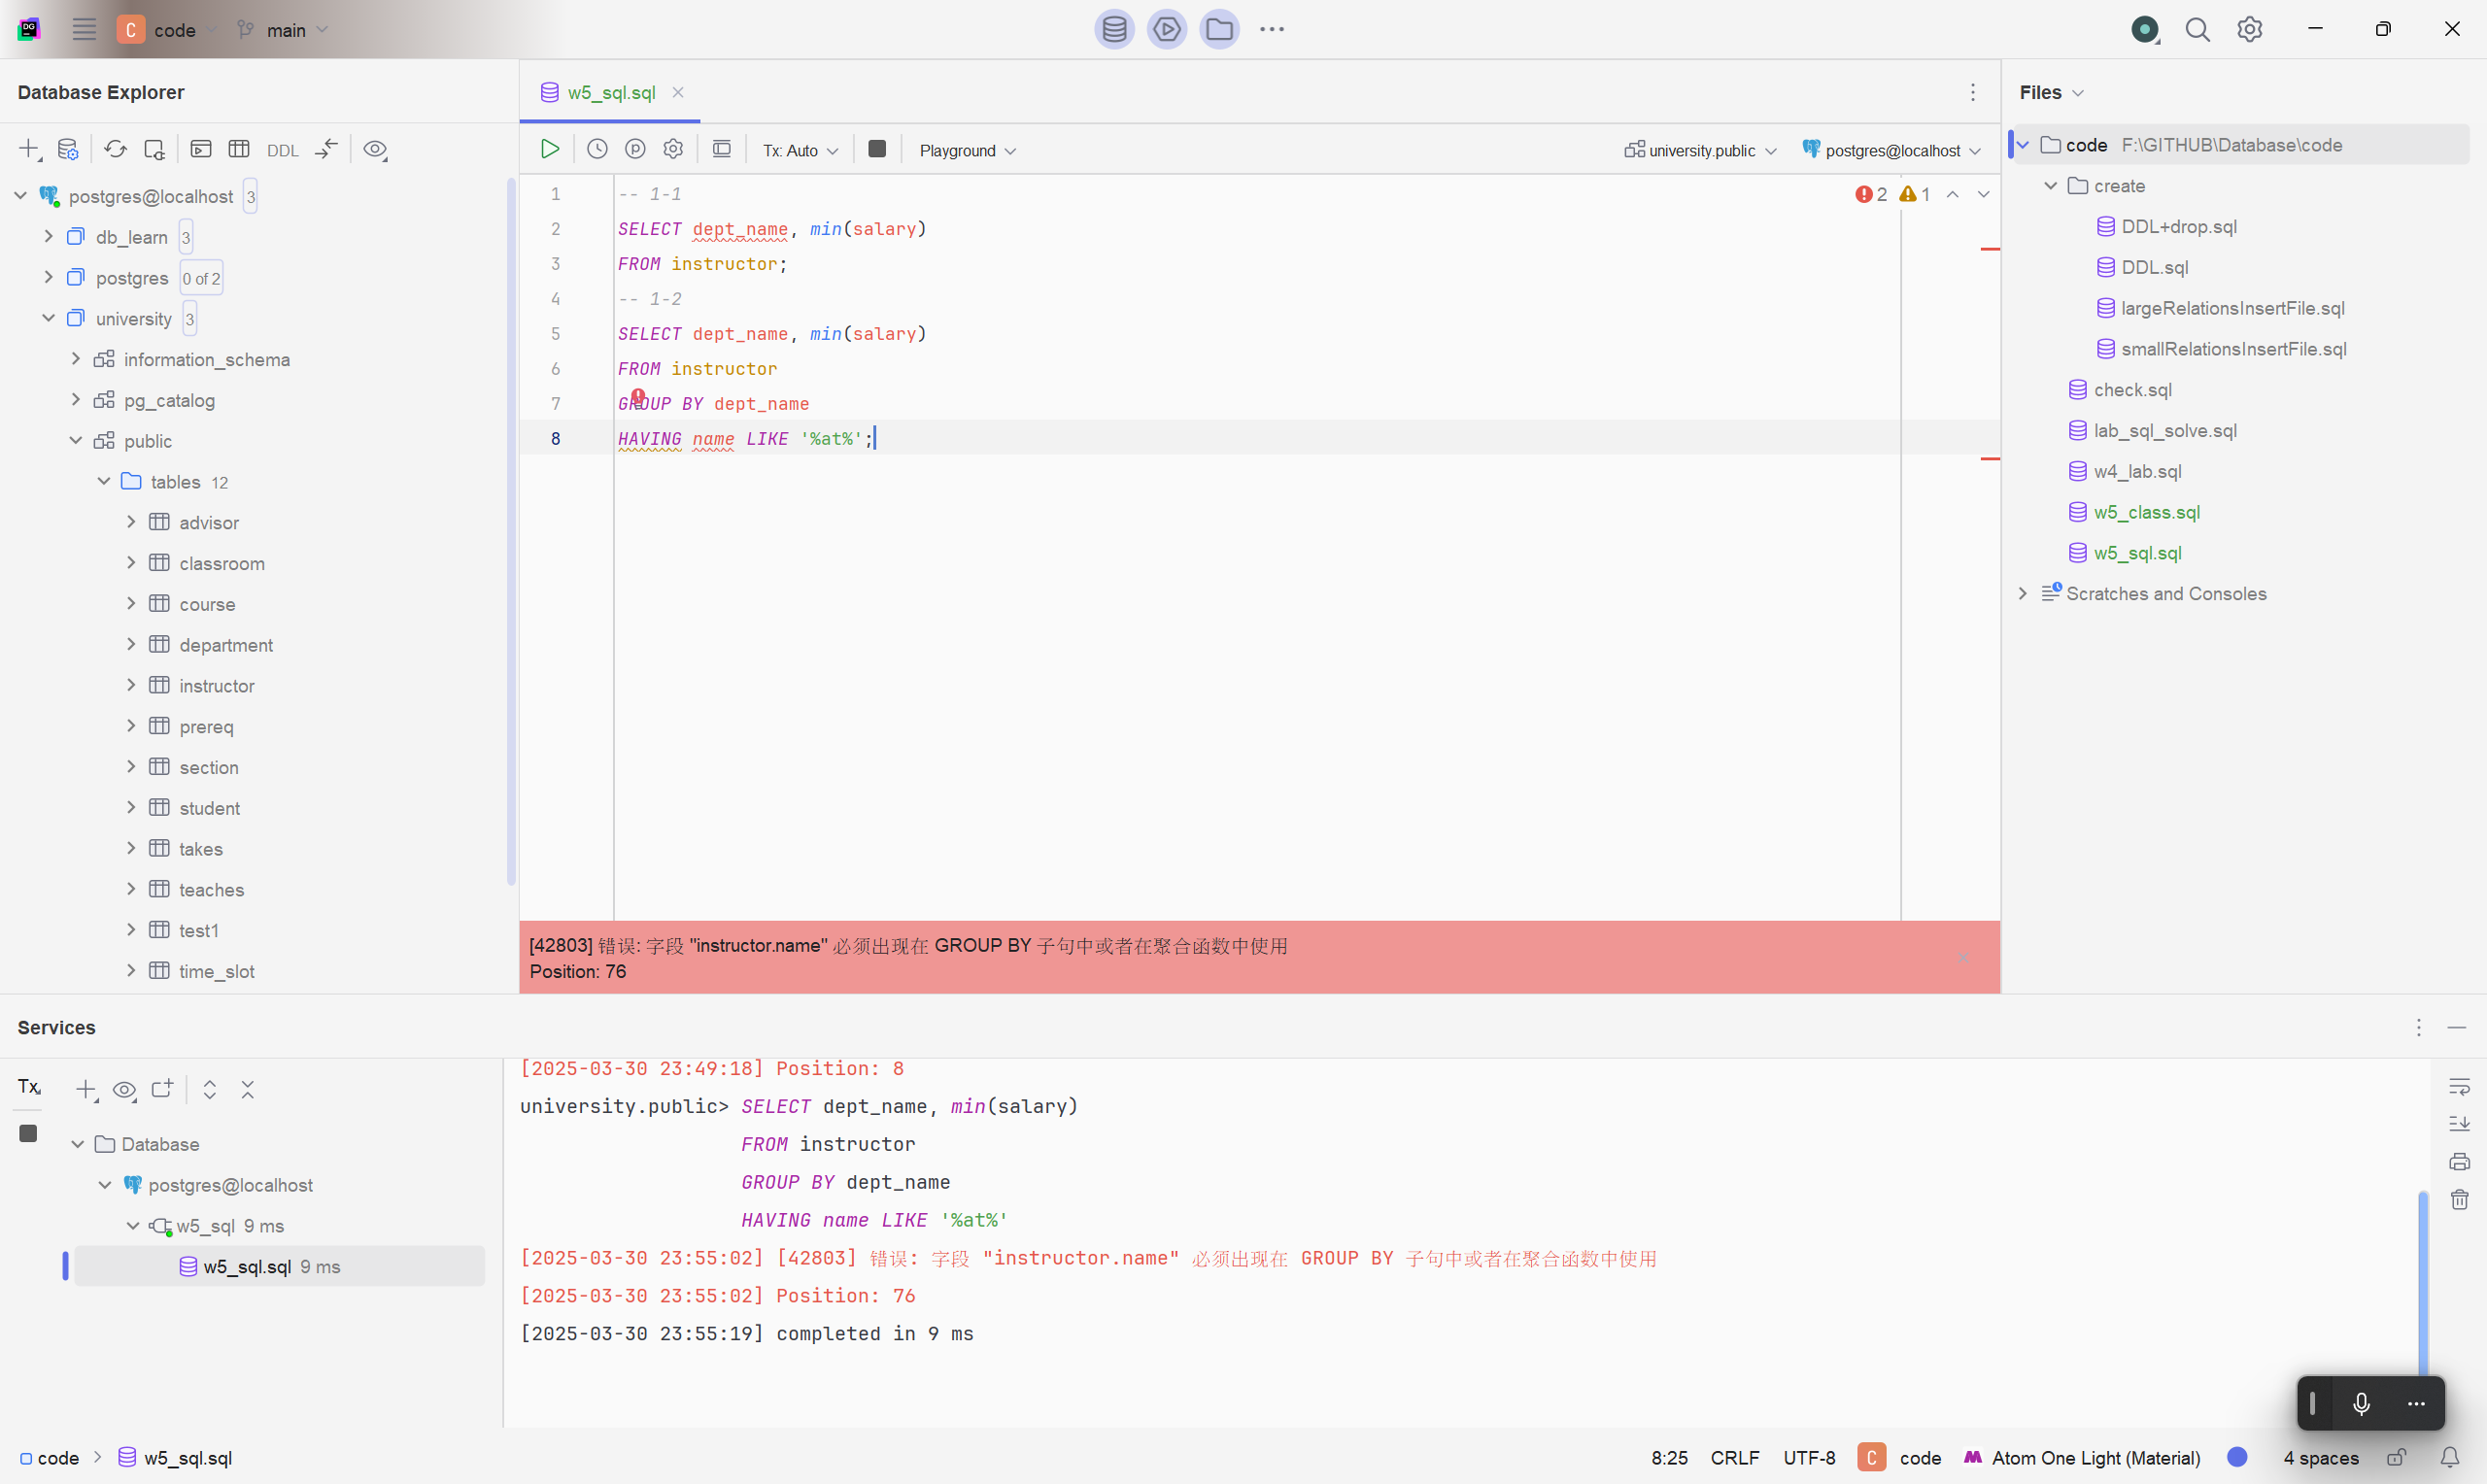 DG
C code main
Database Explorer
DDL
postgres@localhost 3
db_learn 3
postgres 0 of 2
university 3
information_schema
pg_catalog
public
tables 12
advisor
classroom
course
department
instructor
prereq
section
student
takes
teaches
test1
time_slot
w5_sql.sql
Tx: Auto Playground university.public postgres@localhost
2 1
1 -- 1-1
2 SELECT dept_name, min(salary)
3 FROM instructor;
4 -- 1-2
5 SELECT dept_name, min(salary)
6 FROM instructor
7 GROUP BY dept_name
8 HAVING name LIKE '%at%';
[42803] 错误: 字段 "instructor.name" 必须出现在 GROUP BY 子句中或者在聚合函数中使用
Position: 76
Files
code F:\GITHUB\Database\code
create
DDL+drop.sql
DDL.sql
largeRelationsInsertFile.sql
smallRelationsInsertFile.sql
check.sql
lab_sql_solve.sql
w4_lab.sql
w5_class.sql
w5_sql.sql
Scratches and Consoles
Services
Tx
Database
postgres@localhost
w5_sql 9 ms
w5_sql.sql 9 ms
[2025-03-30 23:49:18] Position: 8
university.public> SELECT dept_name, min(salary)
FROM instructor
GROUP BY dept_name
HAVING name LIKE '%at%'
[2025-03-30 23:55:02] [42803] 错误: 字段 "instructor.name" 必须出现在 GROUP BY 子句中或者在聚合函数中使用
[2025-03-30 23:55:02] Position: 76
[2025-03-30 23:55:19] completed in 9 ms
code > w5_sql.sql
8:25 CRLF UTF-8 C code Atom One Light (Material) 4 spaces